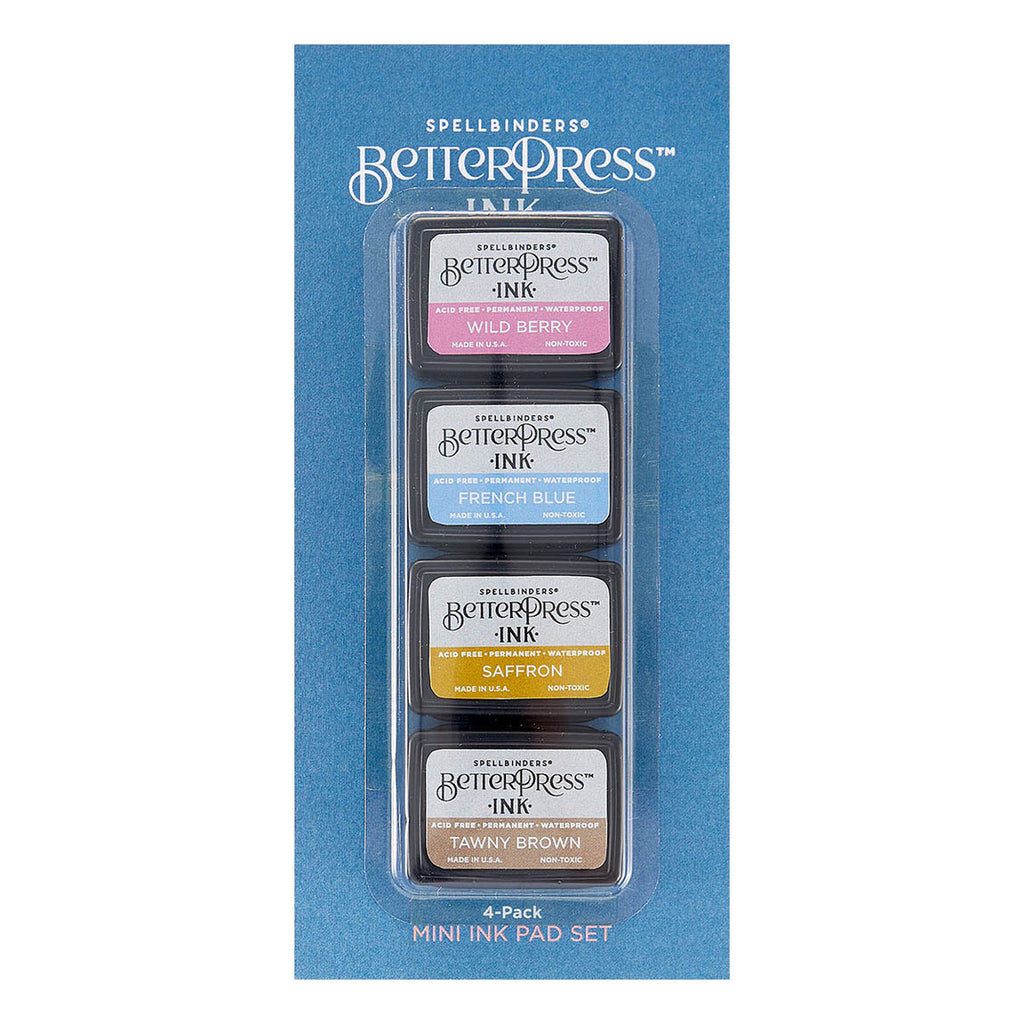 SPELLBINDERS®
BETTERPRESS™
INK
SPELLBINDERS®
BETTERPRESS™
·INK·
ACID FREE • PERMANENT • WATERPROOF
WILD BERRY
MADE IN U.S.A. NON-TOXIC
SPELLBINDERS®
BETTERPRESS™
·INK·
ACID FREE • PERMANENT • WATERPROOF
FRENCH BLUE
MADE IN U.S.A. NON-TOXIC
SPELLBINDERS®
BETTERPRESS™
·INK·
ACID FREE • PERMANENT • WATERPROOF
SAFFRON
MADE IN U.S.A. NON-TOXIC
SPELLBINDERS®
BETTERPRESS™
·INK·
ACID FREE • PERMANENT • WATERPROOF
TAWNY BROWN
MADE IN U.S.A. NON-TOXIC
4-Pack
MINI INK PAD SET